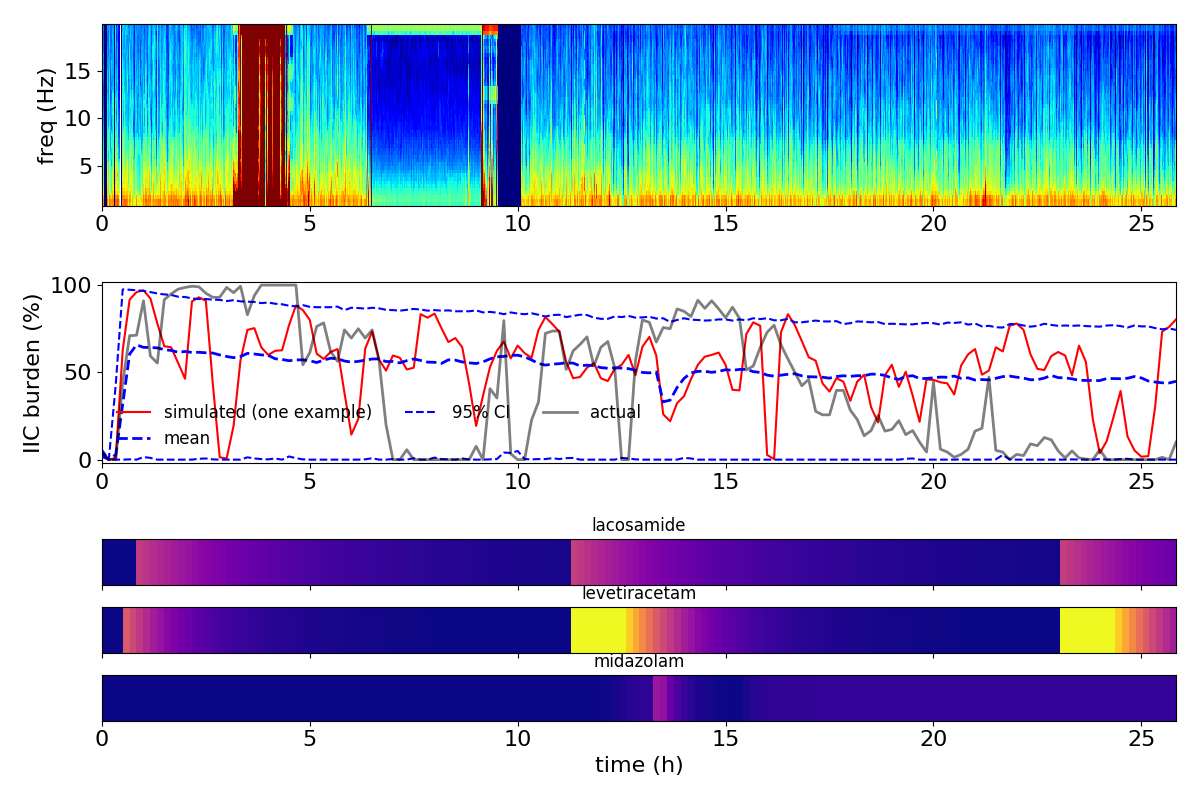 freq (Hz)
15
10
5
0 5 10 15 20 25
IIC burden (%)
100
50
0
simulated (one example) 95% CI actual
mean
0 5 10 15 20 25
lacosamide
levetiracetam
midazolam
0 5 10 15 20 25
time (h)